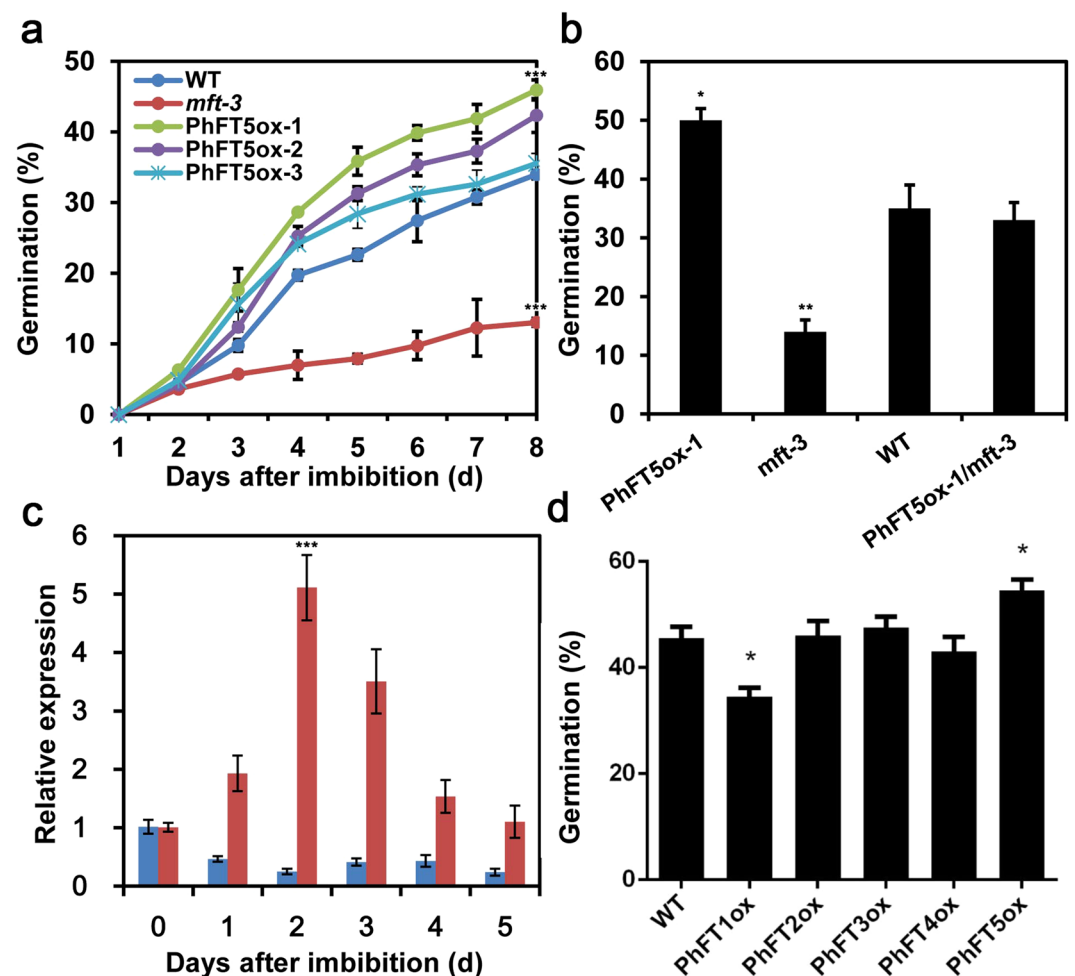 a
50
40
30
20
10
0
Germination (%)
WT
mft-3
PhFT5ox-1
PhFT5ox-2
PhFT5ox-3
***
***
1 2 3 4 5 6 7 8
Days after imbibition (d)
b
60
50
40
30
20
10
0
Germination (%)
*
**
PhFT5ox-1
mft-3
WT
PhFT5ox-1/mft-3
c
6
5
4
3
2
1
0
Relative expression
***
0 1 2 3 4 5
Days after imbibition (d)
d
60
40
20
0
Germination (%)
*
*
WT
PhFT1ox
PhFT2ox
PhFT3ox
PhFT4ox
PhFT5ox